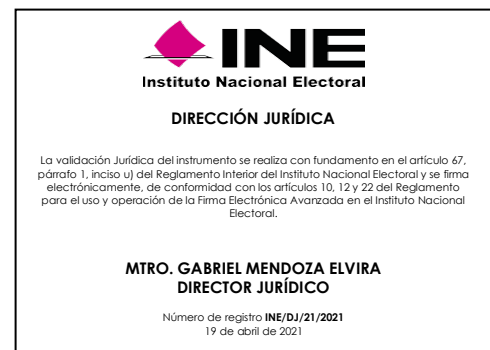 INE
Instituto Nacional Electoral
DIRECCIÓN JURÍDICA
La validación Jurídica del instrumento se realiza con fundamento en el artículo 67,
párrafo 1, inciso u) del Reglamento Interior del Instituto Nacional Electoral y se firma
electrónicamente, de conformidad con los artículos 10, 12 y 22 del Reglamento
para el uso y operación de la Firma Electrónica Avanzada en el Instituto Nacional
Electoral.
MTRO. GABRIEL MENDOZA ELVIRA
DIRECTOR JURÍDICO
Número de registro INE/DJ/21/2021
19 de abril de 2021